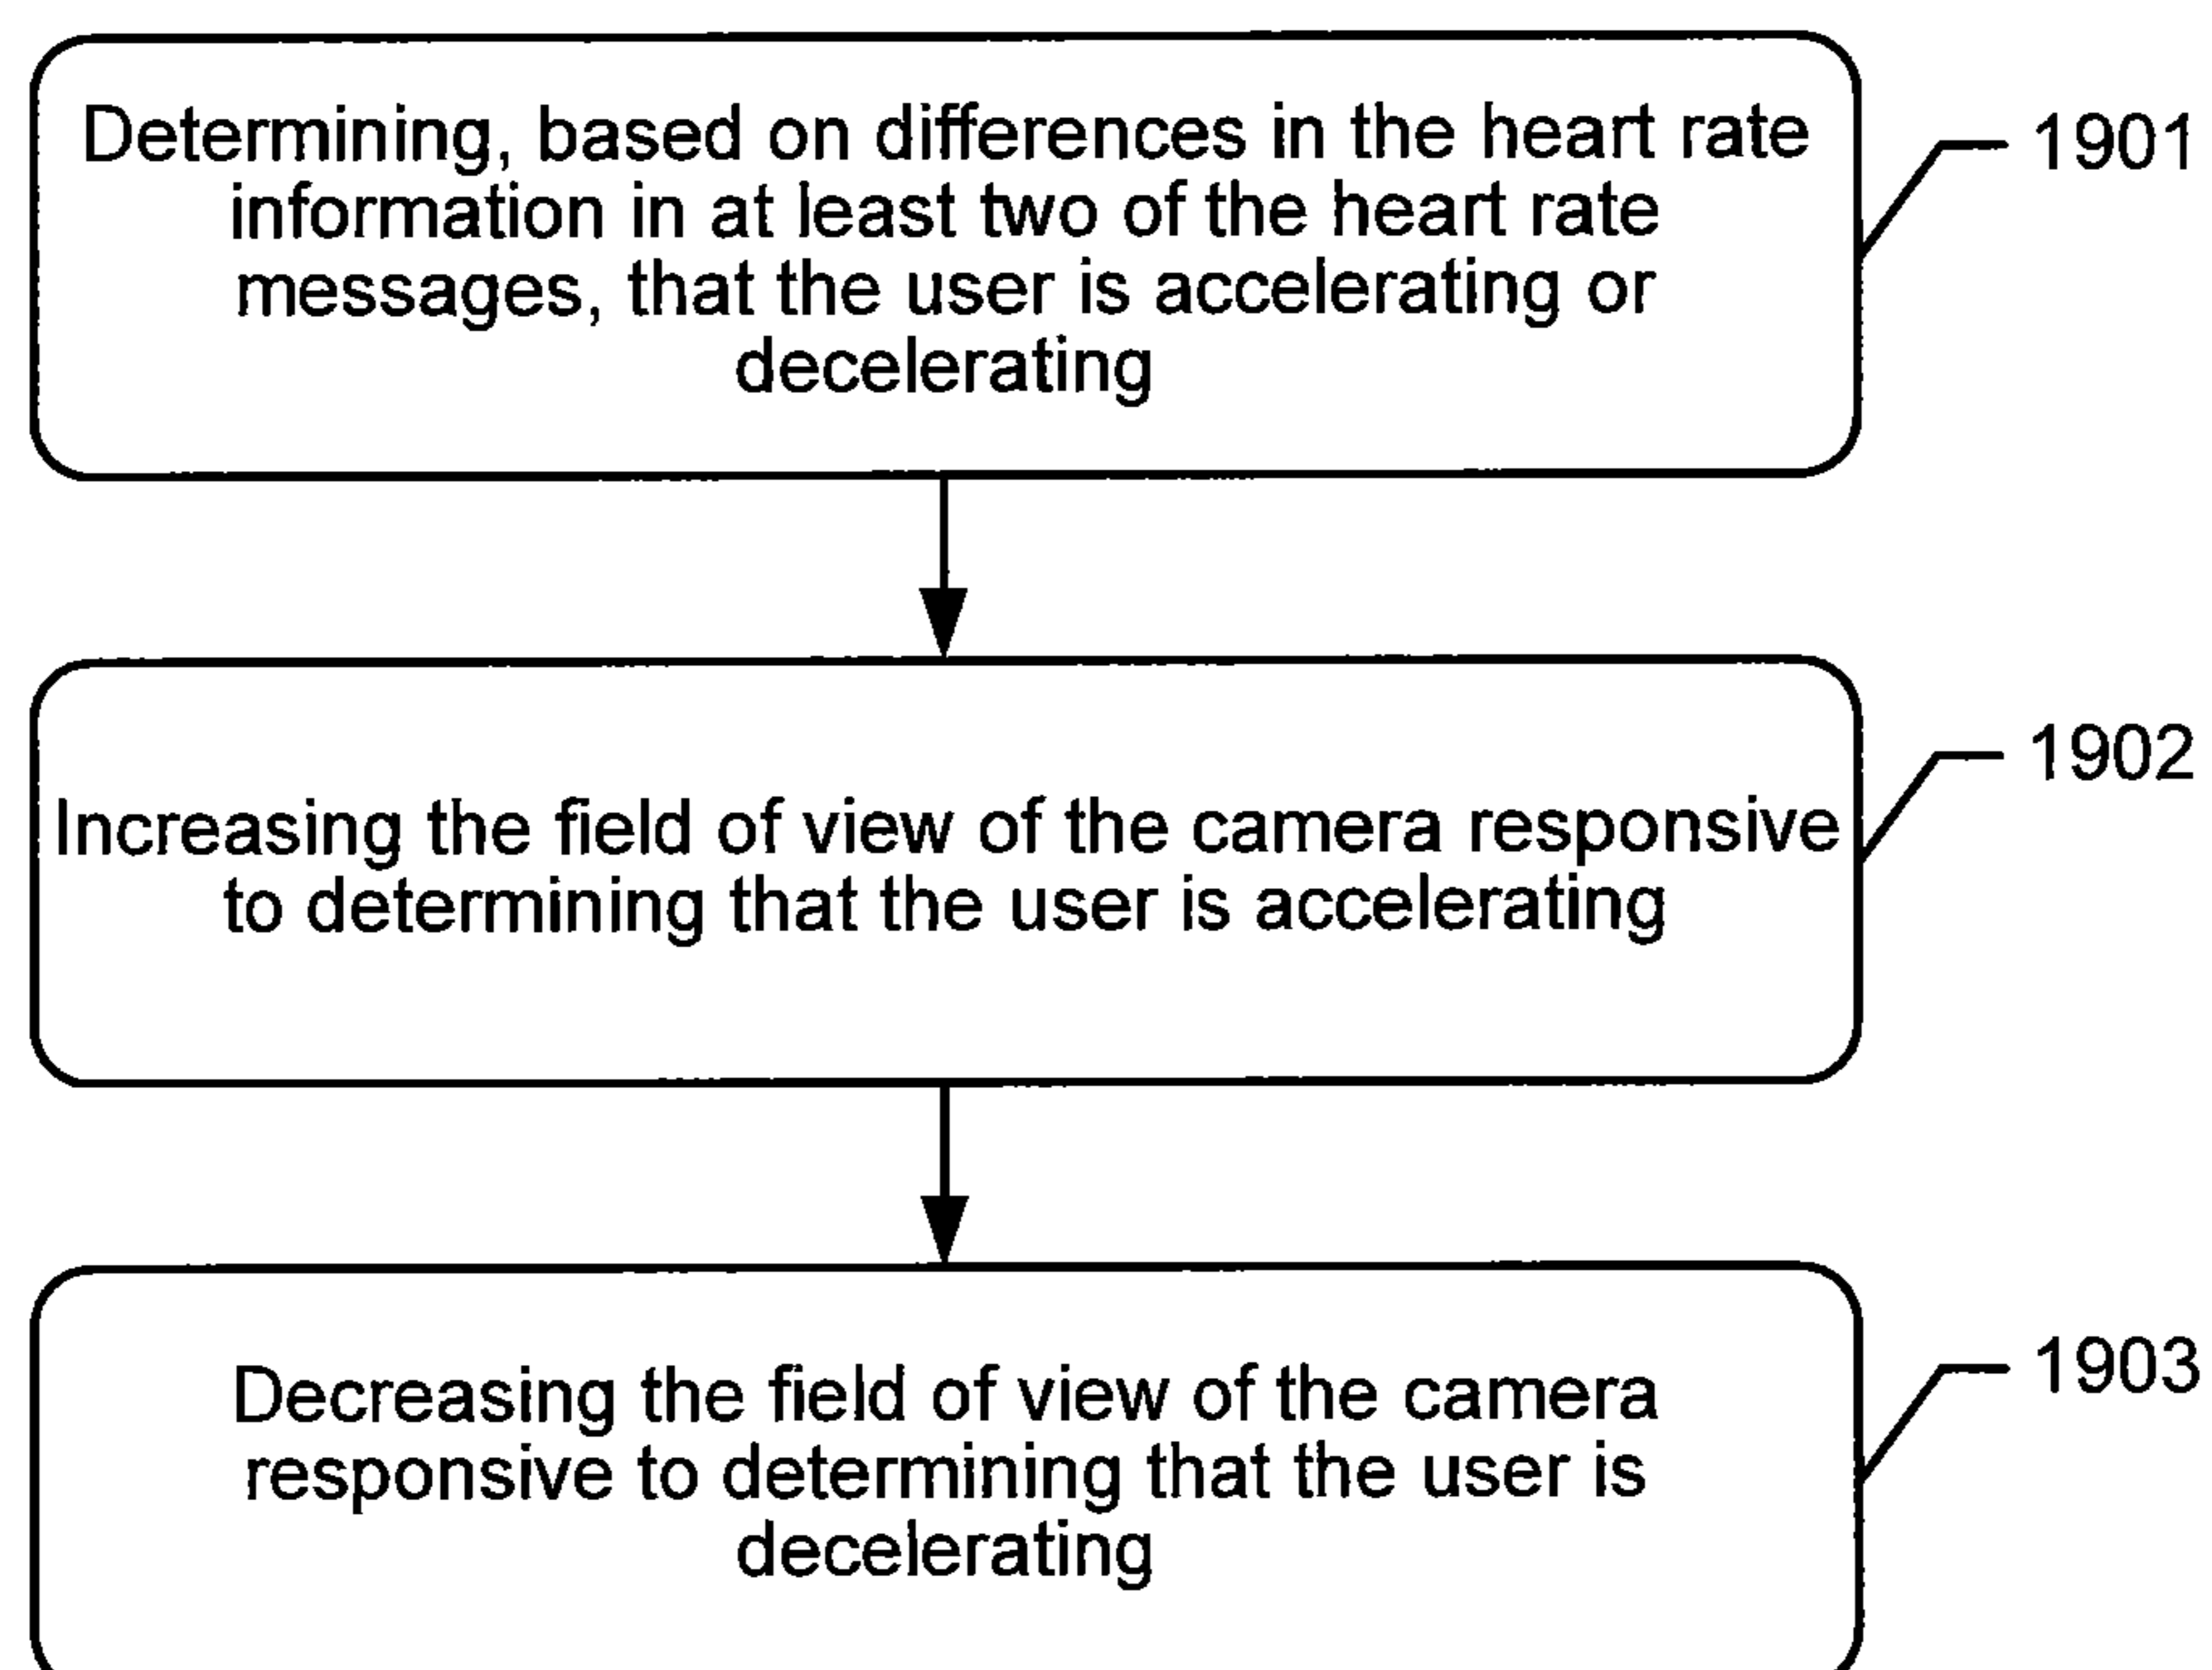 Determining, based on differences in the heart rate
information in at least two of the heart rate
messages, that the user is accelerating or
decelerating
1901
Increasing the field of view of the camera responsive
to determining that the user is accelerating
1902
Decreasing the field of view of the camera
responsive to determining that the user is
decelerating
1903